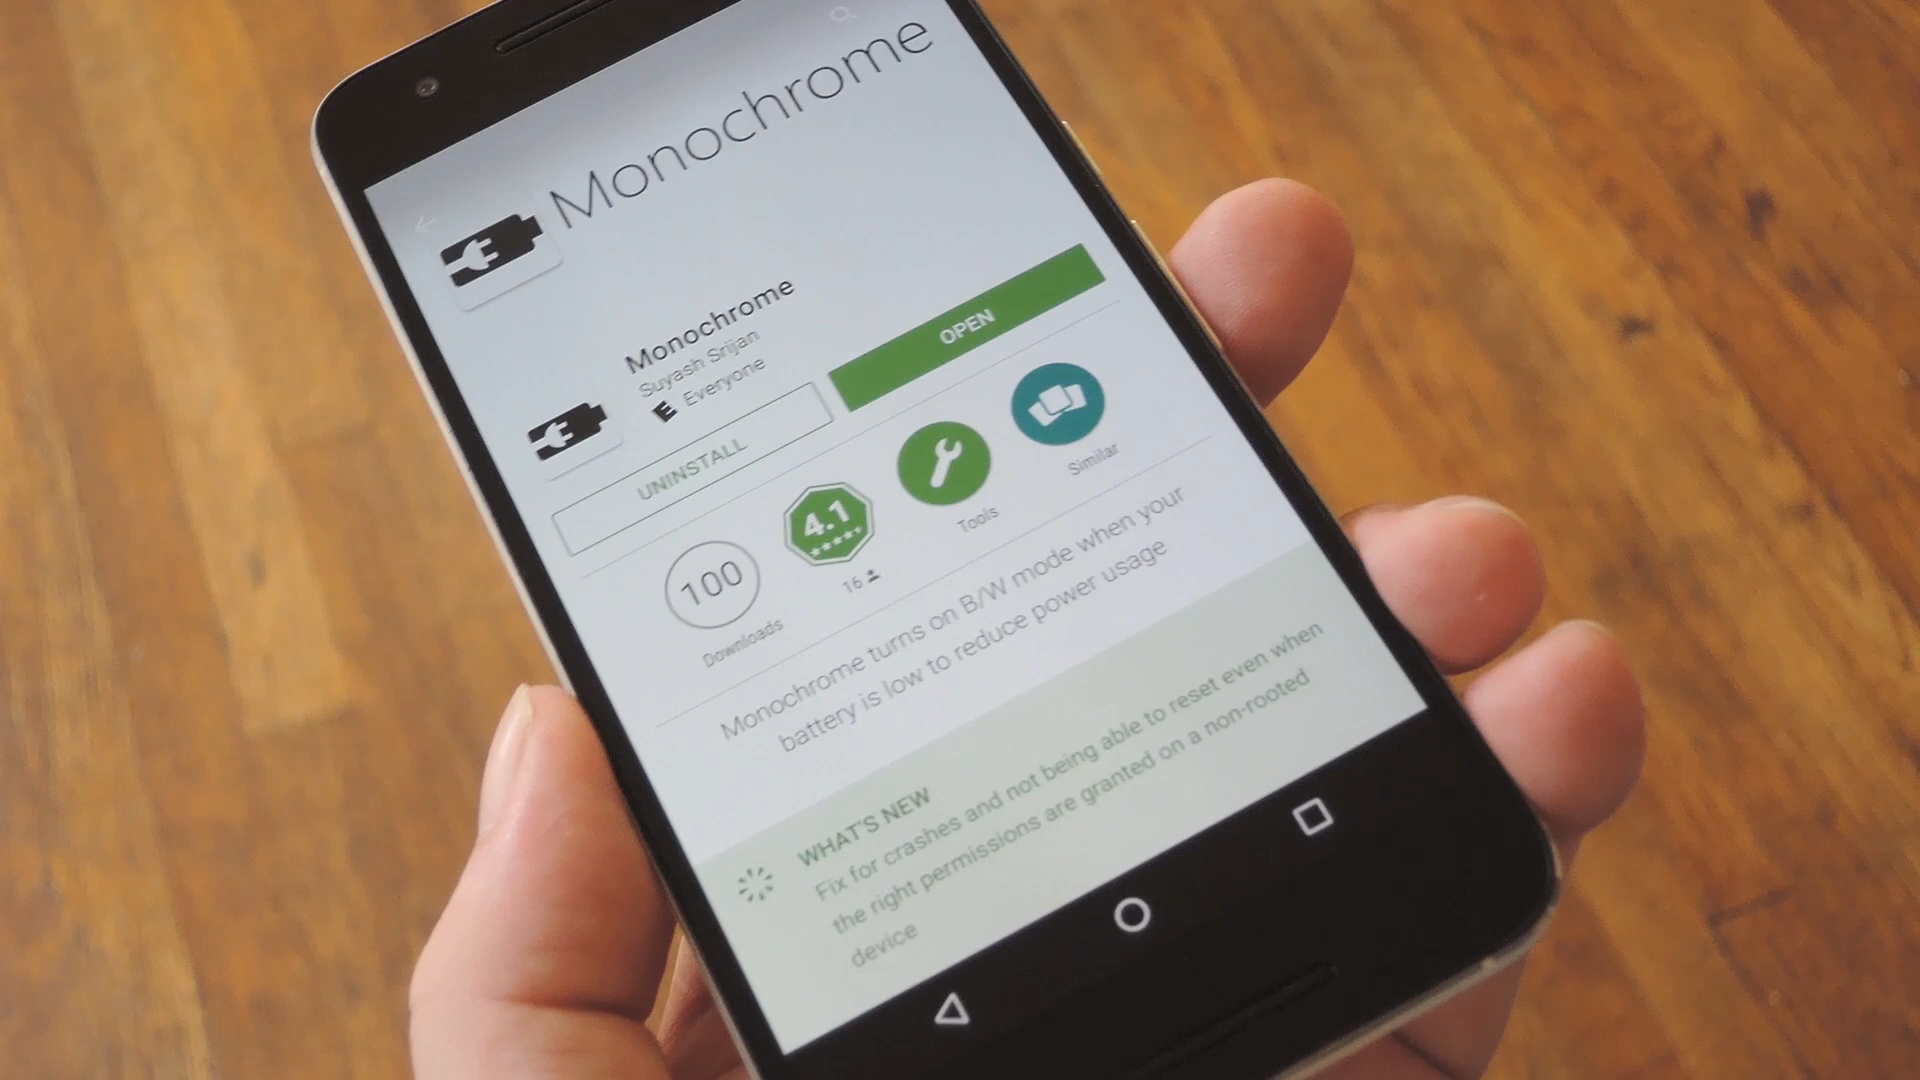 Monochrome
Monochrome
Suyash Srijan
E Everyone
UNINSTALL
OPEN
100
Downloads
4.1
16
Tools
Similar
Monochrome turns on B/W mode when your
battery is low to reduce power usage
WHAT'S NEW
Fix for crashes and not being able to reset even when
the right permissions are granted on a non-rooted
device